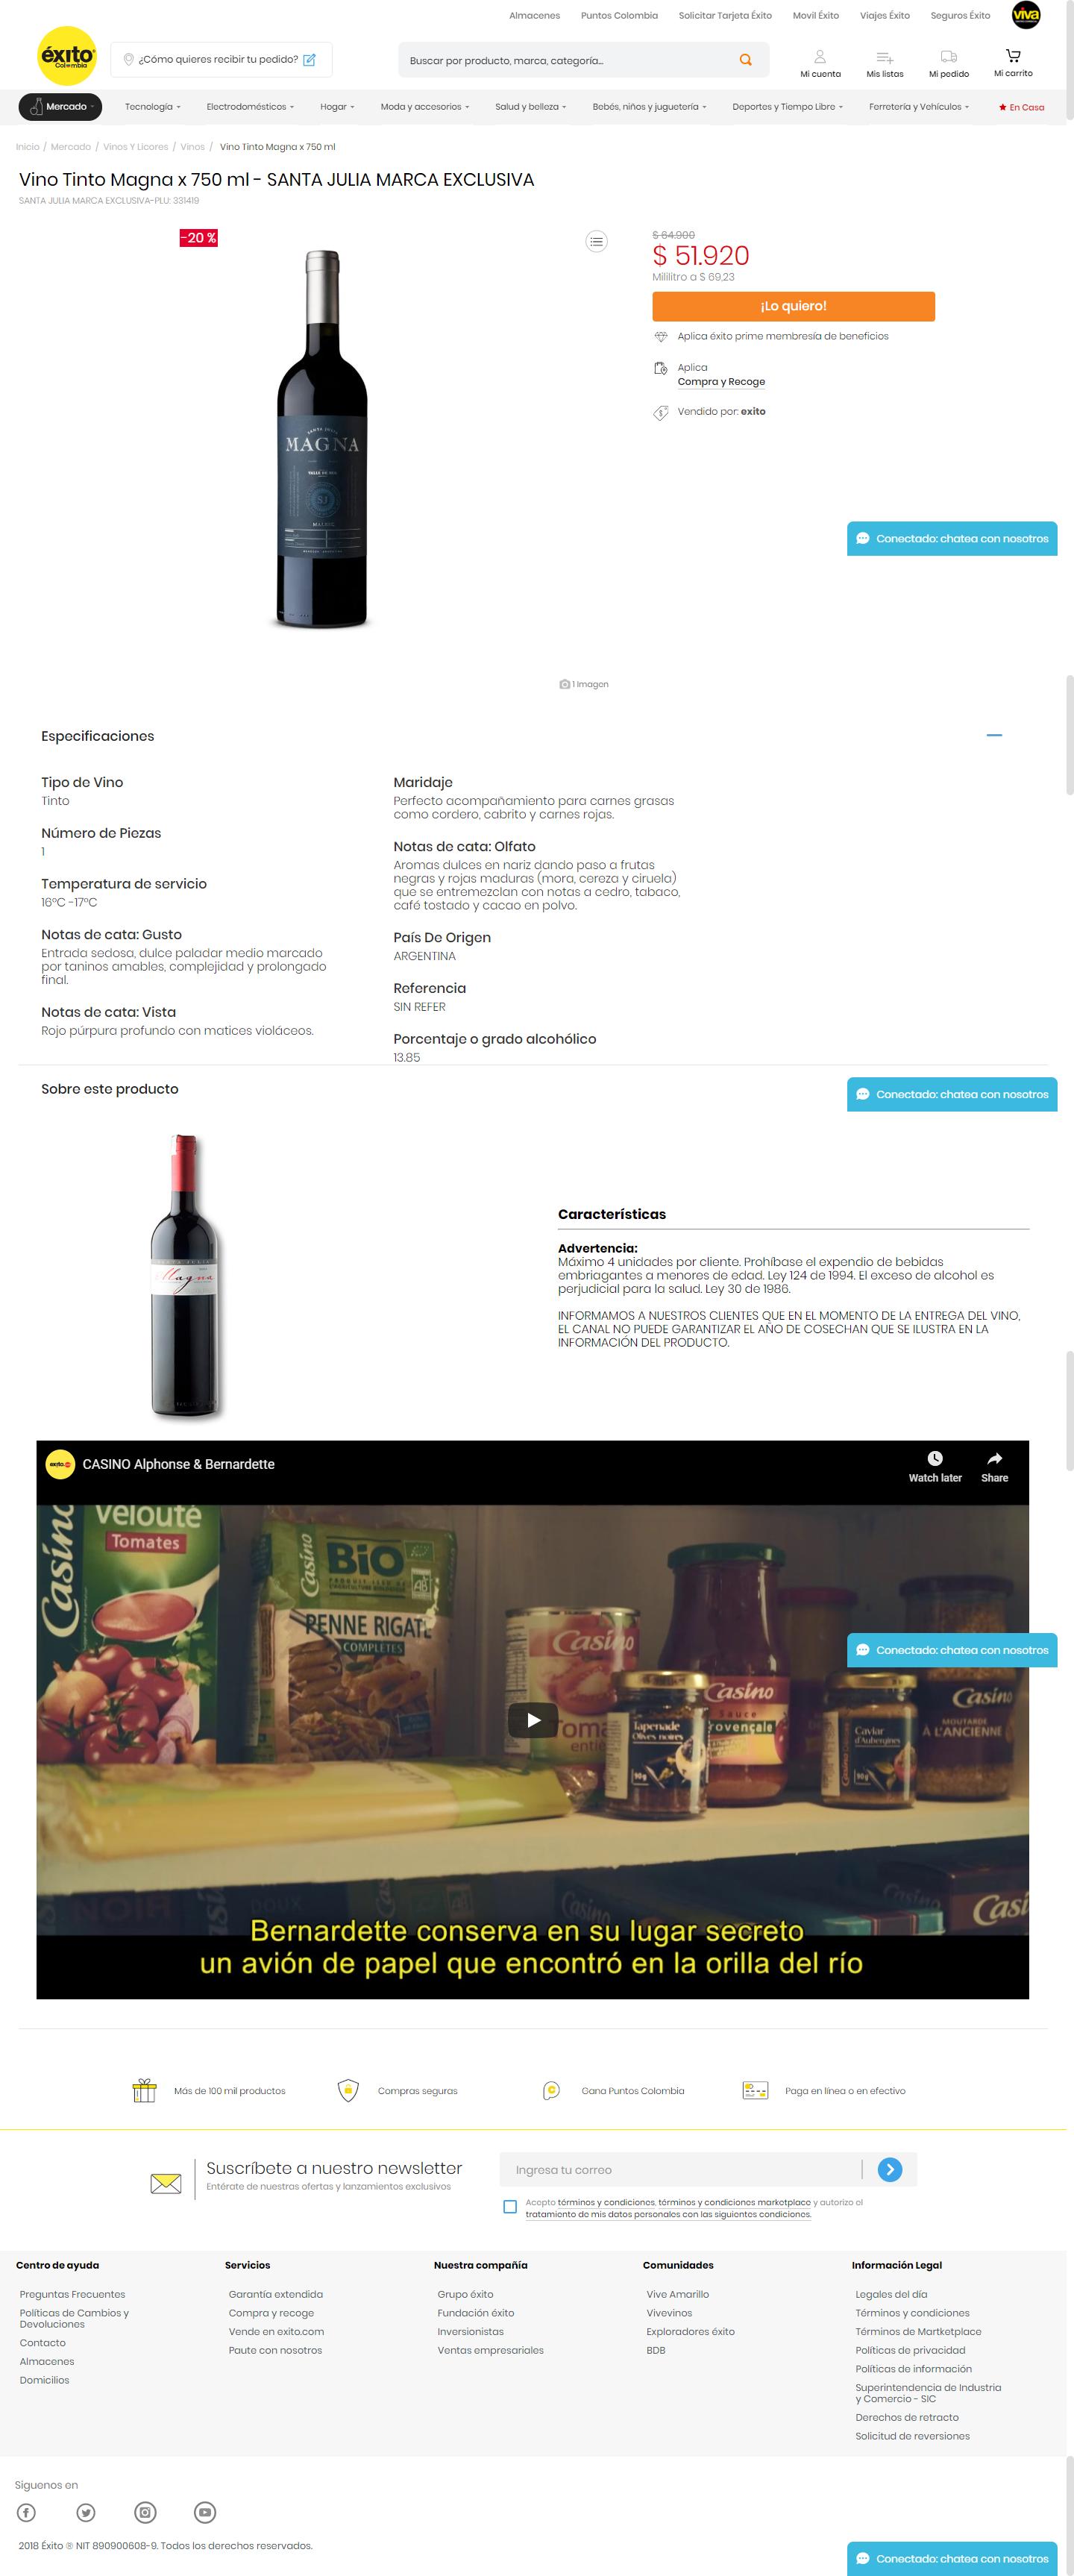 Almacenes Puntos Colombia Solicitar Tarjeta Éxito Movil Éxito Viajes Éxito Seguros Éxito viva
éxito
Colombia
¿Cómo quieres recibir tu pedido?
Buscar por producto, marca, categoría...
Mi cuenta Mis listas Mi pedido Mi carrito
Mercado Tecnología Electrodomésticos Hogar Moda y accesorios Salud y belleza Bebés, niños y juguetería Deportes y Tiempo Libre Ferretería y Vehículos En Casa
Inicio / Mercado / Vinos Y Licores / Vinos / Vino Tinto Magna x 750 ml
Vino Tinto Magna x 750 ml - SANTA JULIA MARCA EXCLUSIVA
SANTA JULIA MARCA EXCLUSIVA-PLU: 331419
-20 %
SANTA JULIA
MAGNA
SJ
MALBEC
$ 64.900
$ 51.920
Mililitro a $ 69,23
¡Lo quiero!
Aplica éxito prime membresía de beneficios
Aplica
Compra y Recoge
Vendido por: exito
Conectado: chatea con nosotros
1 Imagen
Especificaciones
Tipo de Vino
Tinto
Número de Piezas
1
Temperatura de servicio
16°C -17°C
Notas de cata: Gusto
Entrada sedosa, dulce paladar medio marcado
por taninos amables, complejidad y prolongado
final.
Notas de cata: Vista
Rojo púrpura profundo con matices violáceos.
Maridaje
Perfecto acompañamiento para carnes grasas
como cordero, cabrito y carnes rojas.
Notas de cata: Olfato
Aromas dulces en nariz dando paso a frutas
negras y rojas maduras (mora, cereza y ciruela)
que se entremezclan con notas a cedro, tabaco,
café tostado y cacao en polvo.
País De Origen
ARGENTINA
Referencia
SIN REFER
Porcentaje o grado alcohólico
13.85
Sobre este producto
Conectado: chatea con nosotros
Magna
Características
Advertencia:
Máximo 4 unidades por cliente. Prohíbase el expendio de bebidas
embriagantes a menores de edad. Ley 124 de 1994. El exceso de alcohol es
perjudicial para la salud. Ley 30 de 1986.
INFORMAMOS A NUESTROS CLIENTES QUE EN EL MOMENTO DE LA ENTREGA DEL VINO,
EL CANAL NO PUEDE GARANTIZAR EL AÑO DE COSECHAN QUE SE ILUSTRA EN LA
INFORMACIÓN DEL PRODUCTO.
CASINO Alphonse & Bernardette
Watch later Share
Casino
Velouté
Tomates
Casino
BiO
AB
PENNE RIGATE
COMPLETES
Casino
Tapenade
Olives noires
90g
Casino
Sauce
Provençale
Caviar
d'Aubergines
90g
Casino
MOUTARDE
À L'ANCIENNE
Conectado: chatea con nosotros
NOIR
Casino
Casino
Bernardette conserva en su lugar secreto
un avión de papel que encontró en la orilla del río
Más de 100 mil productos Compras seguras Gana Puntos Colombia Paga en línea o en efectivo
Suscríbete a nuestro newsletter
Entérate de nuestras ofertas y lanzamientos exclusivos
Ingresa tu correo
Acepto términos y condiciones, términos y condiciones marketplace y autorizo el
tratamiento de mis datos personales con las siguientes condiciones.
Centro de ayuda
Preguntas Frecuentes
Políticas de Cambios y
Devoluciones
Contacto
Almacenes
Domicilios
Servicios
Garantía extendida
Compra y recoge
Vende en exito.com
Paute con nosotros
Nuestra compañía
Grupo éxito
Fundación éxito
Inversionistas
Ventas empresariales
Comunidades
Vive Amarillo
Vivevinos
Exploradores éxito
BDB
Información Legal
Legales del día
Términos y condiciones
Términos de Martketplace
Políticas de privacidad
Políticas de información
Superintendencia de Industria
y Comercio - SIC
Derechos de retracto
Solicitud de reversiones
Siguenos en
2018 Éxito ® NIT 890900608-9. Todos los derechos reservados.
Conectado: chatea con nosotros